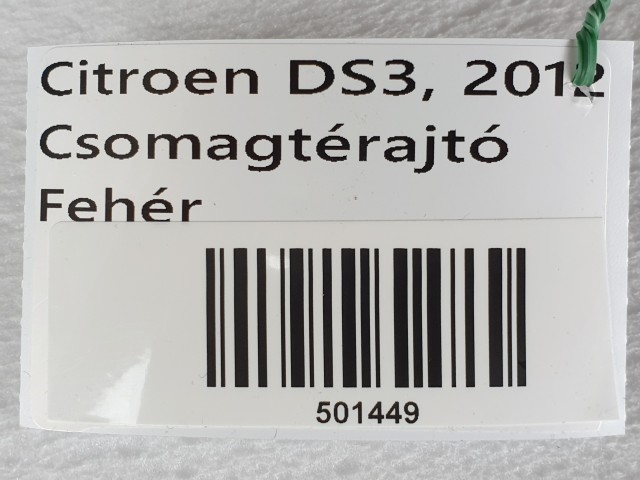 Citroen DS3, 2012
Csomagtérajtó
Fehér
501449